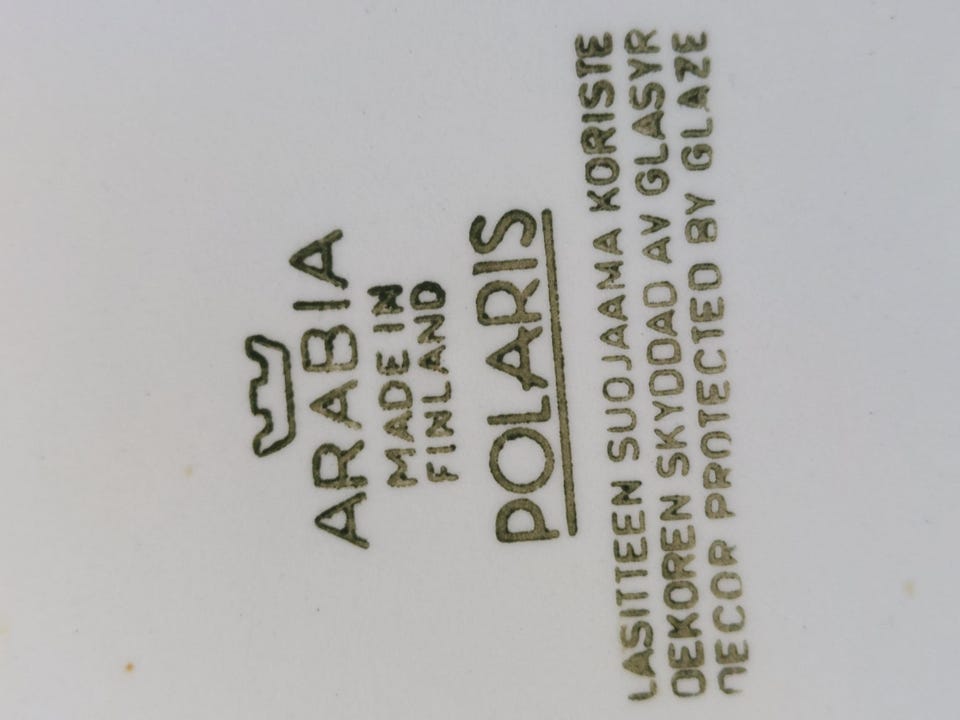 ARABIA
MADE IN
FINLAND
POLARIS
LASITTEEN SUOJAAMA KORISTE
DEKOREN SKYDDAD AV GLASYR
DECOR PROTECTED BY GLAZE